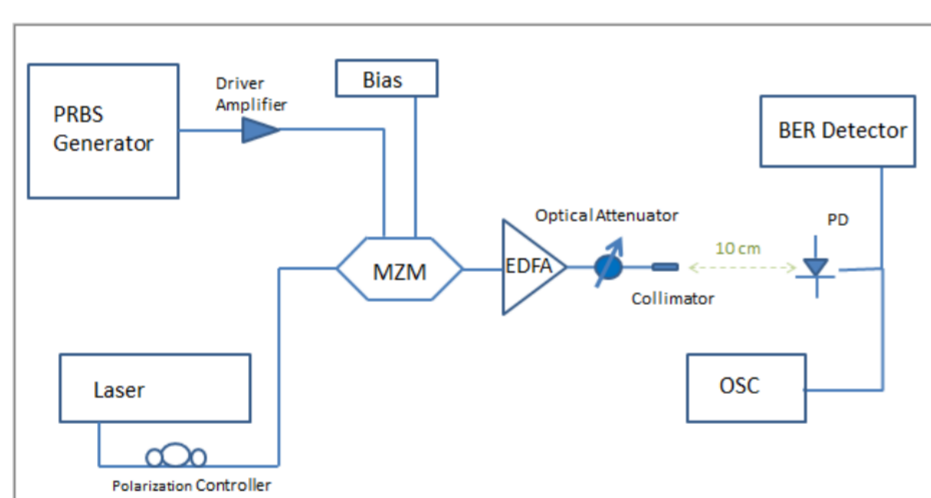 PRBS
Generator
Driver
Amplifier
Bias
BER Detector
Optical Attenuator
PD
10 cm
MZM
EDFA
Collimator
Laser
OSC
Polarization Controller